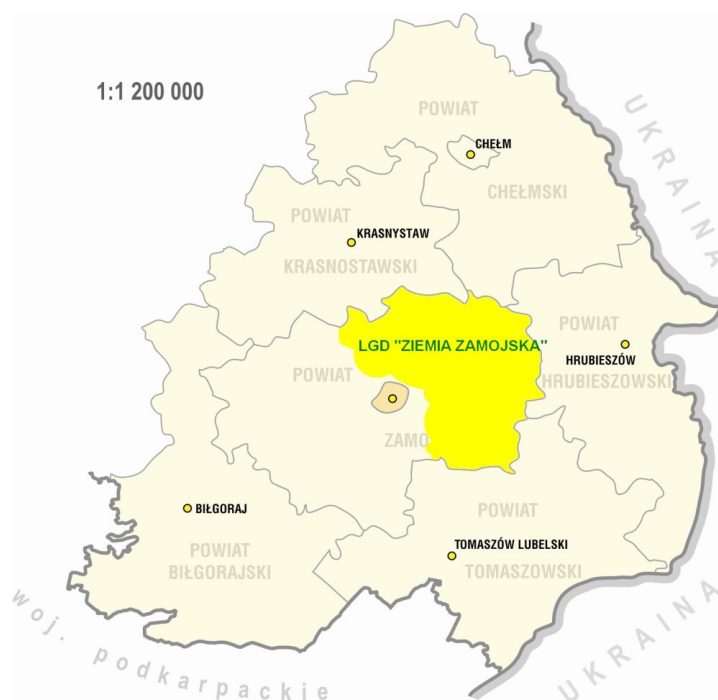 1:1 200 000
POWIAT
CHEŁM
CHEŁMSKI
UKRAINA
POWIAT
KRASNYSTAW
KRASNOSTAWSKI
LGD "ZIEMIA ZAMOJSKA"
POWIAT
HRUBIESZÓW
HRUBIESZOWSKI
POWIAT
ZAMO
BIŁGORAJ
POWIAT
BIŁGORAJSKI
POWIAT
TOMASZÓW LUBELSKI
TOMASZOWSKI
woj. podkarpackie
UKRAINA